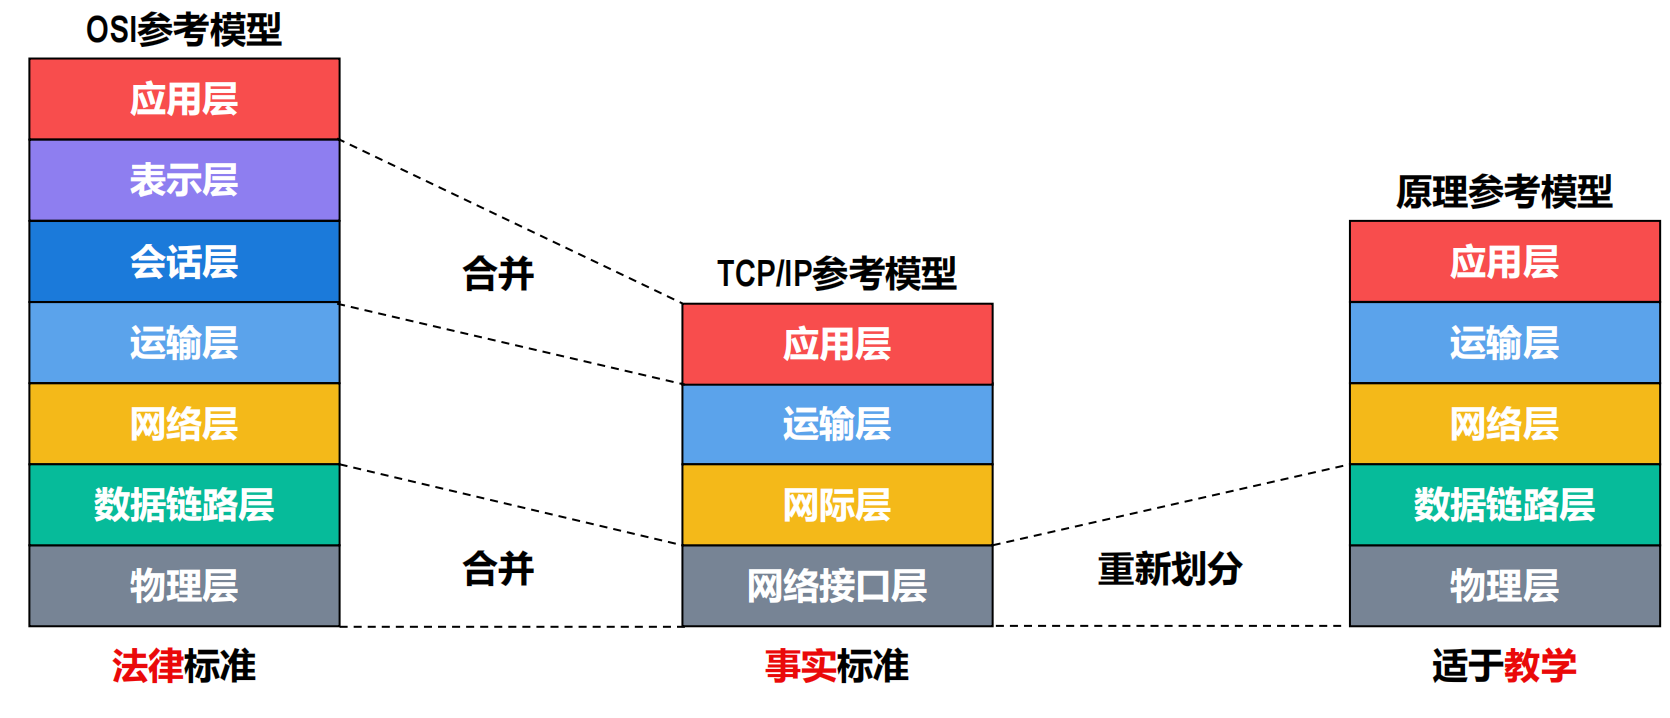 OSI参考模型
应用层
表示层
会话层
运输层
网络层
数据链路层
物理层
法律标准
合并
合并
TCP/IP参考模型
应用层
运输层
网际层
网络接口层
事实标准
重新划分
原理参考模型
应用层
运输层
网络层
数据链路层
物理层
适于教学